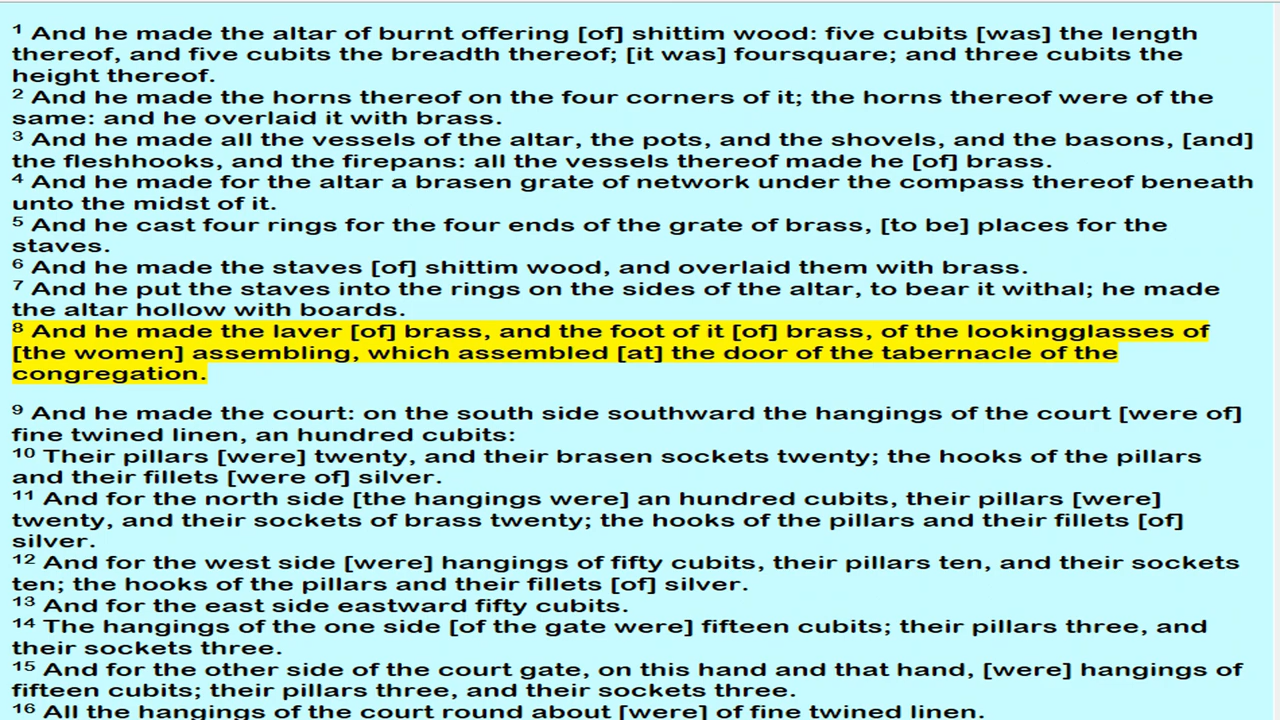 1 And he made the altar of burnt offering [of] shittim wood: five cubits [was] the length
thereof, and five cubits the breadth thereof; [it was] foursquare; and three cubits the
height thereof.
2 And he made the horns thereof on the four corners of it; the horns thereof were of the
same: and he overlaid it with brass.
3 And he made all the vessels of the altar, the pots, and the shovels, and the basons, [and]
the fleshhooks, and the firepans: all the vessels thereof made he [of] brass.
4 And he made for the altar a brasen grate of network under the compass thereof beneath
unto the midst of it.
5 And he cast four rings for the four ends of the grate of brass, [to be] places for the
staves.
6 And he made the staves [of] shittim wood, and overlaid them with brass.
7 And he put the staves into the rings on the sides of the altar, to bear it withal; he made
the altar hollow with boards.
8 And he made the laver [of] brass, and the foot of it [of] brass, of the lookingglasses of
[the women] assembling, which assembled [at] the door of the tabernacle of the
congregation.
9 And he made the court: on the south side southward the hangings of the court [were of]
fine twined linen, an hundred cubits:
10 Their pillars [were] twenty, and their brasen sockets twenty; the hooks of the pillars
and their fillets [were of] silver.
11 And for the north side [the hangings were] an hundred cubits, their pillars [were]
twenty, and their sockets of brass twenty; the hooks of the pillars and their fillets [of]
silver.
12 And for the west side [were] hangings of fifty cubits, their pillars ten, and their sockets
ten; the hooks of the pillars and their fillets [of] silver.
13 And for the east side eastward fifty cubits.
14 The hangings of the one side [of the gate were] fifteen cubits; their pillars three, and
their sockets three.
15 And for the other side of the court gate, on this hand and that hand, [were] hangings of
fifteen cubits; their pillars three, and their sockets three.
16 All the hangings of the court round about [were] of fine twined linen.